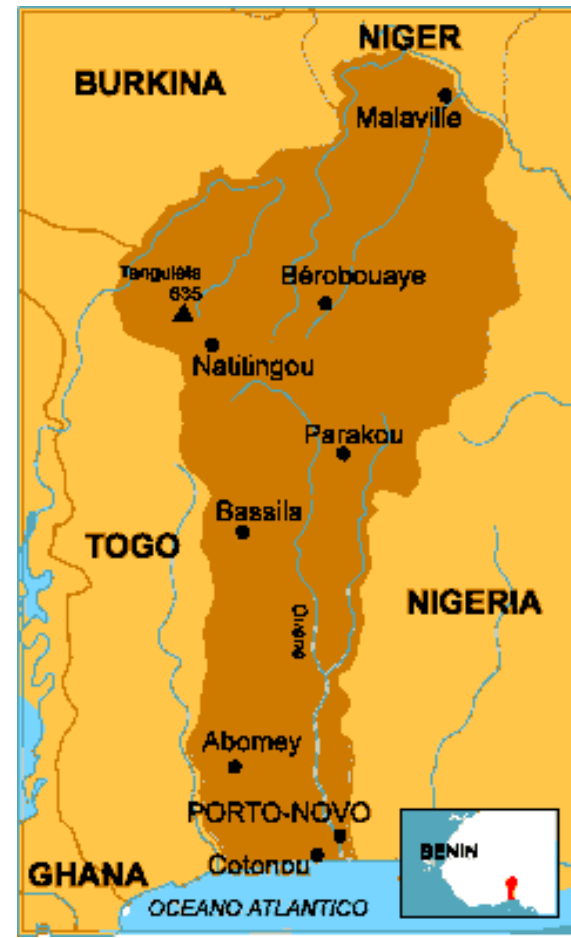 NIGER
BURKINA
Malaville
Tanguiéta
635
Bérobouaye
Natitingou
Parakou
Bassila
TOGO
NIGERIA
Abomey
PORTO-NOVO
BENIN
Cotonou
GHANA
OCEANO ATLANTICO